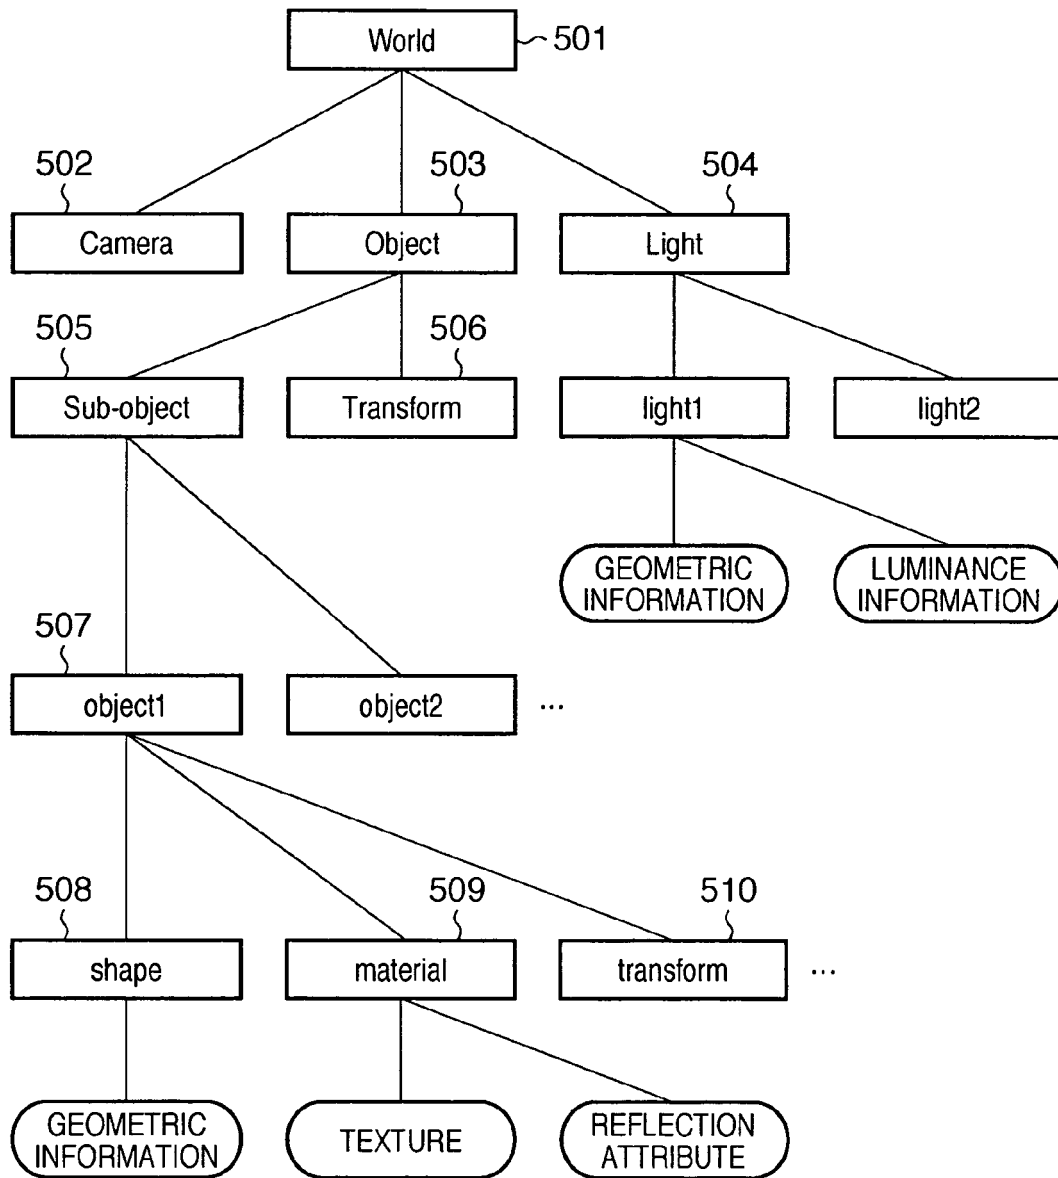 World
501
502
503
504
Camera
Object
Light
505
506
Sub-object
Transform
light1
light2
GEOMETRIC
INFORMATION
LUMINANCE
INFORMATION
507
object1
object2
...
508
509
510
shape
material
transform
...
GEOMETRIC
INFORMATION
TEXTURE
REFLECTION
ATTRIBUTE